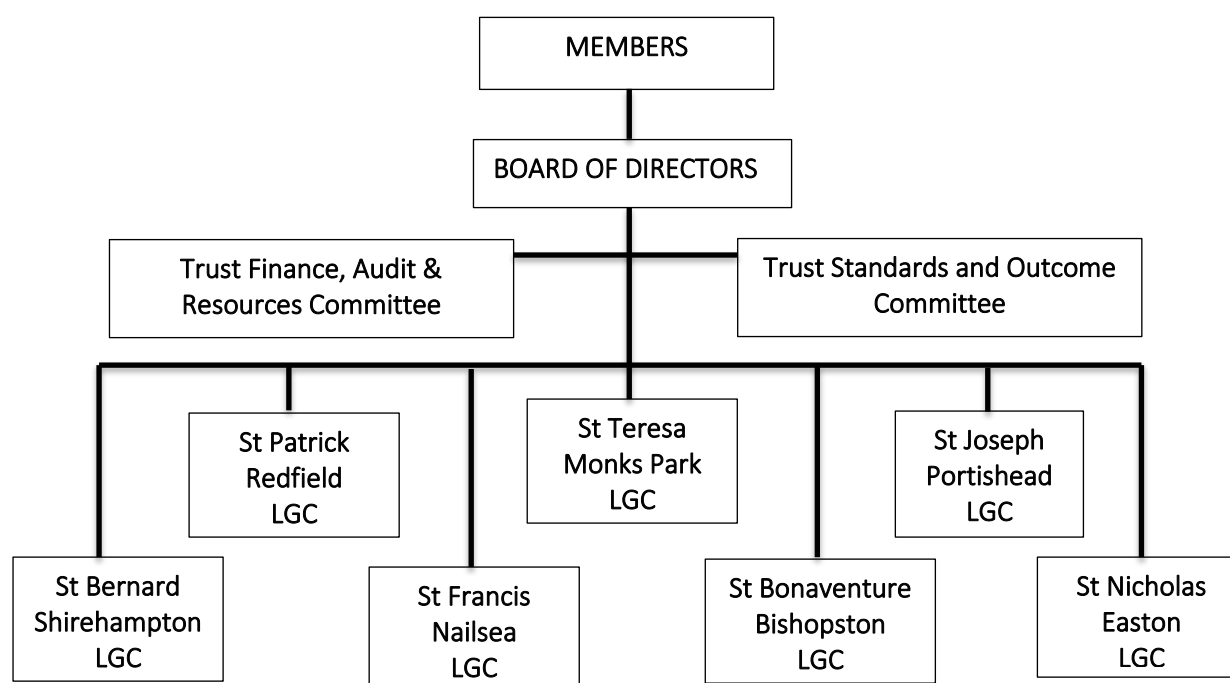 MEMBERS
BOARD OF DIRECTORS
Trust Finance, Audit &
Resources Committee
Trust Standards and Outcome
Committee
St Patrick
Redfield
LGC
St Teresa
Monks Park
LGC
St Joseph
Portishead
LGC
St Bernard
Shirehampton
LGC
St Francis
Nailsea
LGC
St Bonaventure
Bishopston
LGC
St Nicholas
Easton
LGC